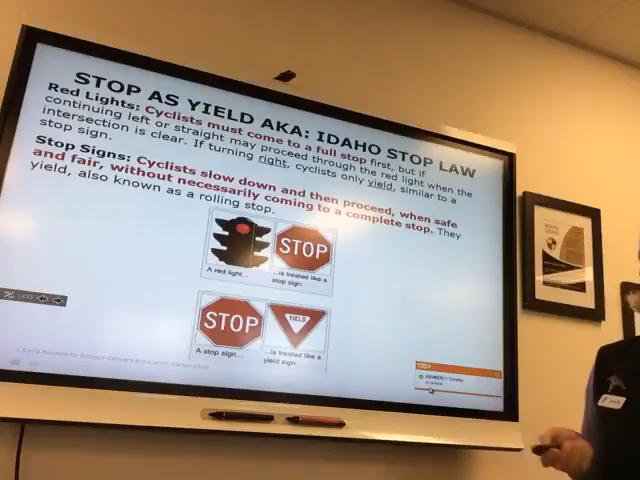 STOP AS YIELD AKA: IDAHO STOP LAW
Red Lights: Cyclists must come to a full stop first, but if
continuing left or straight may proceed through the red light when the
intersection is clear. If turning right, cyclists only yield, similar to a
stop sign.
Stop Signs: Cyclists slow down and then proceed, when safe
and fair, without necessarily coming to a complete stop. They
yield, also known as a rolling stop.
STOP
A red light...
...is treated like a
stop sign.
STOP
YIELD
A stop sign...
...is treated like a
yield sign